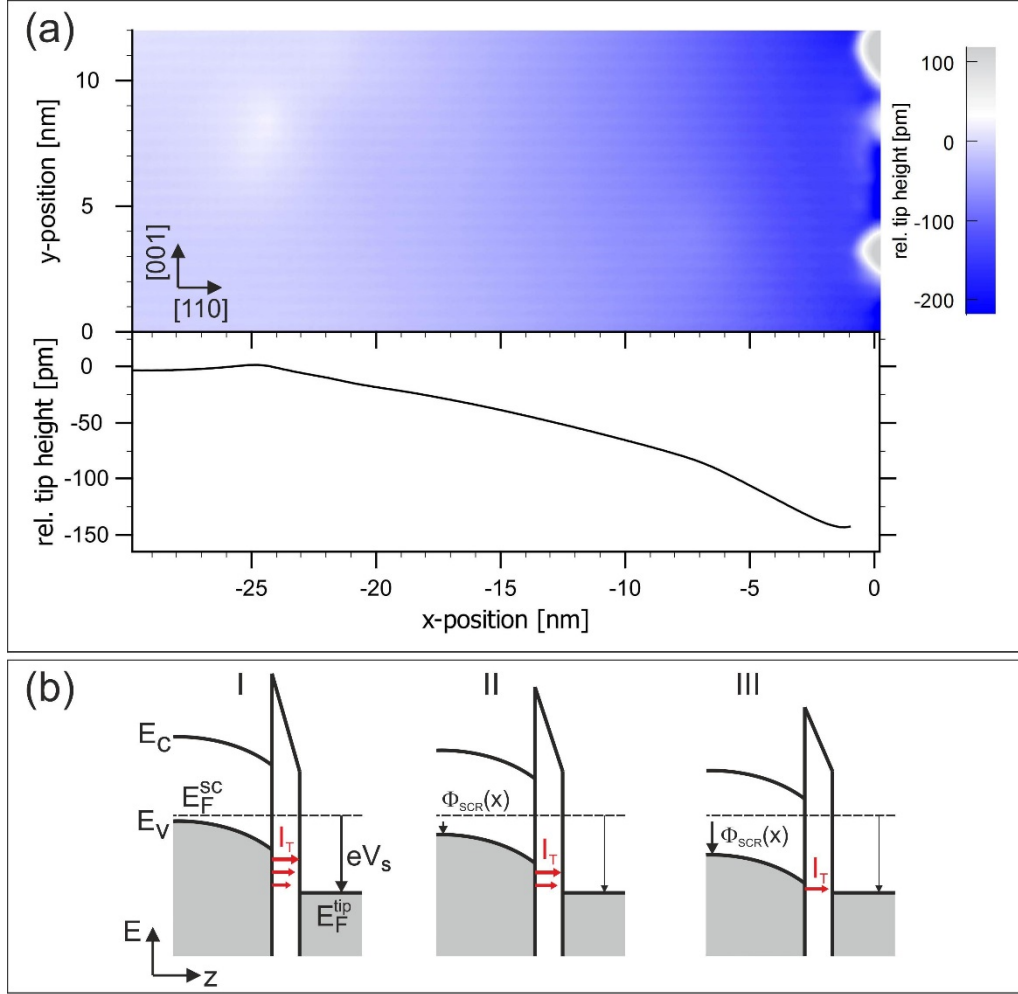 (a)
y-position [nm]
10
5
0
[001]
[110]
rel. tip height [pm]
100
0
-100
-200
rel. tip height [pm]
0
-50
-100
-150
-25
-20
-15
-10
-5
0
x-position [nm]
(b)
I
II
III
E_C
E_F^SC
E_V
I_T
eV_s
E_F^tip
Φ_SCR(x)
I_T
Φ_SCR(x)
I_T
E
z